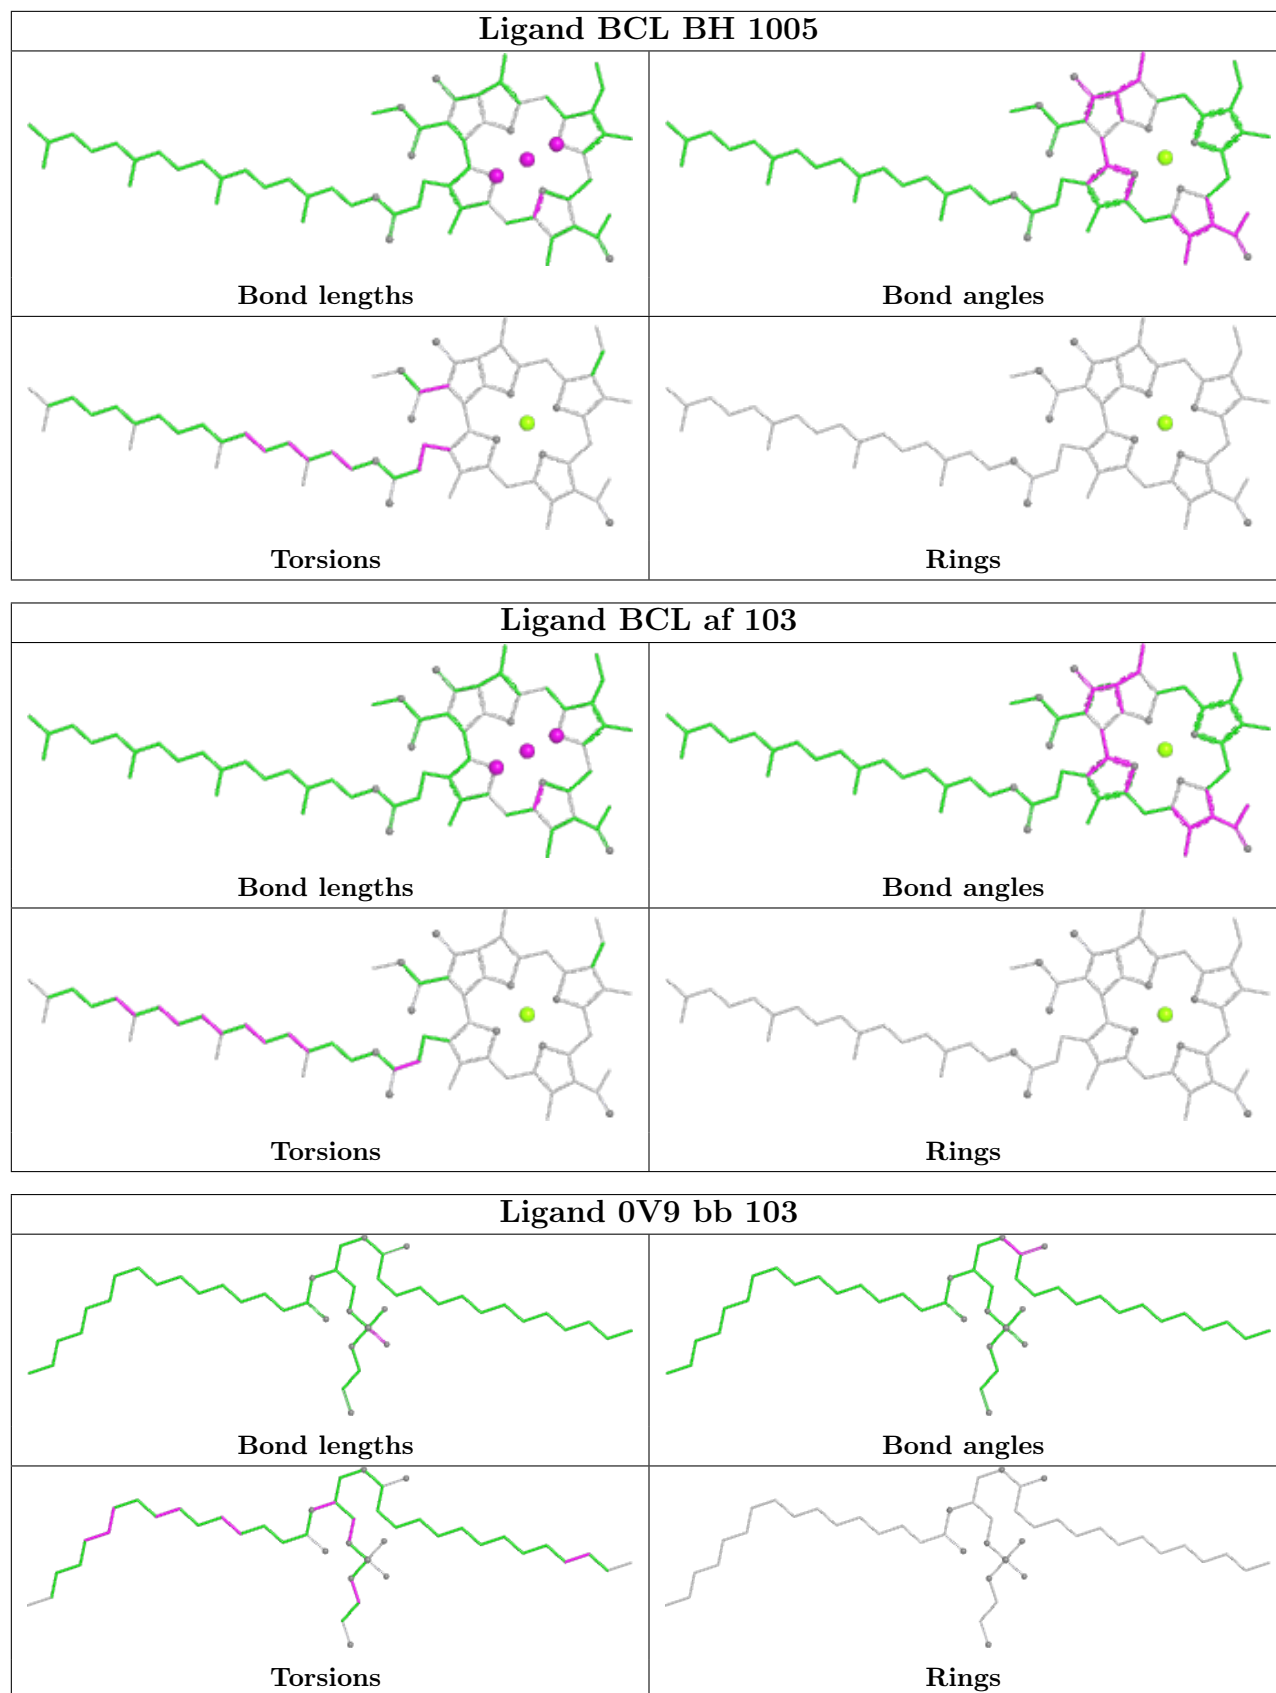 Ligand BCL BH 1005
Bond lengths
Bond angles
Torsions
Rings
Ligand BCL af 103
Bond lengths
Bond angles
Torsions
Rings
Ligand 0V9 bb 103
Bond lengths
Bond angles
Torsions
Rings